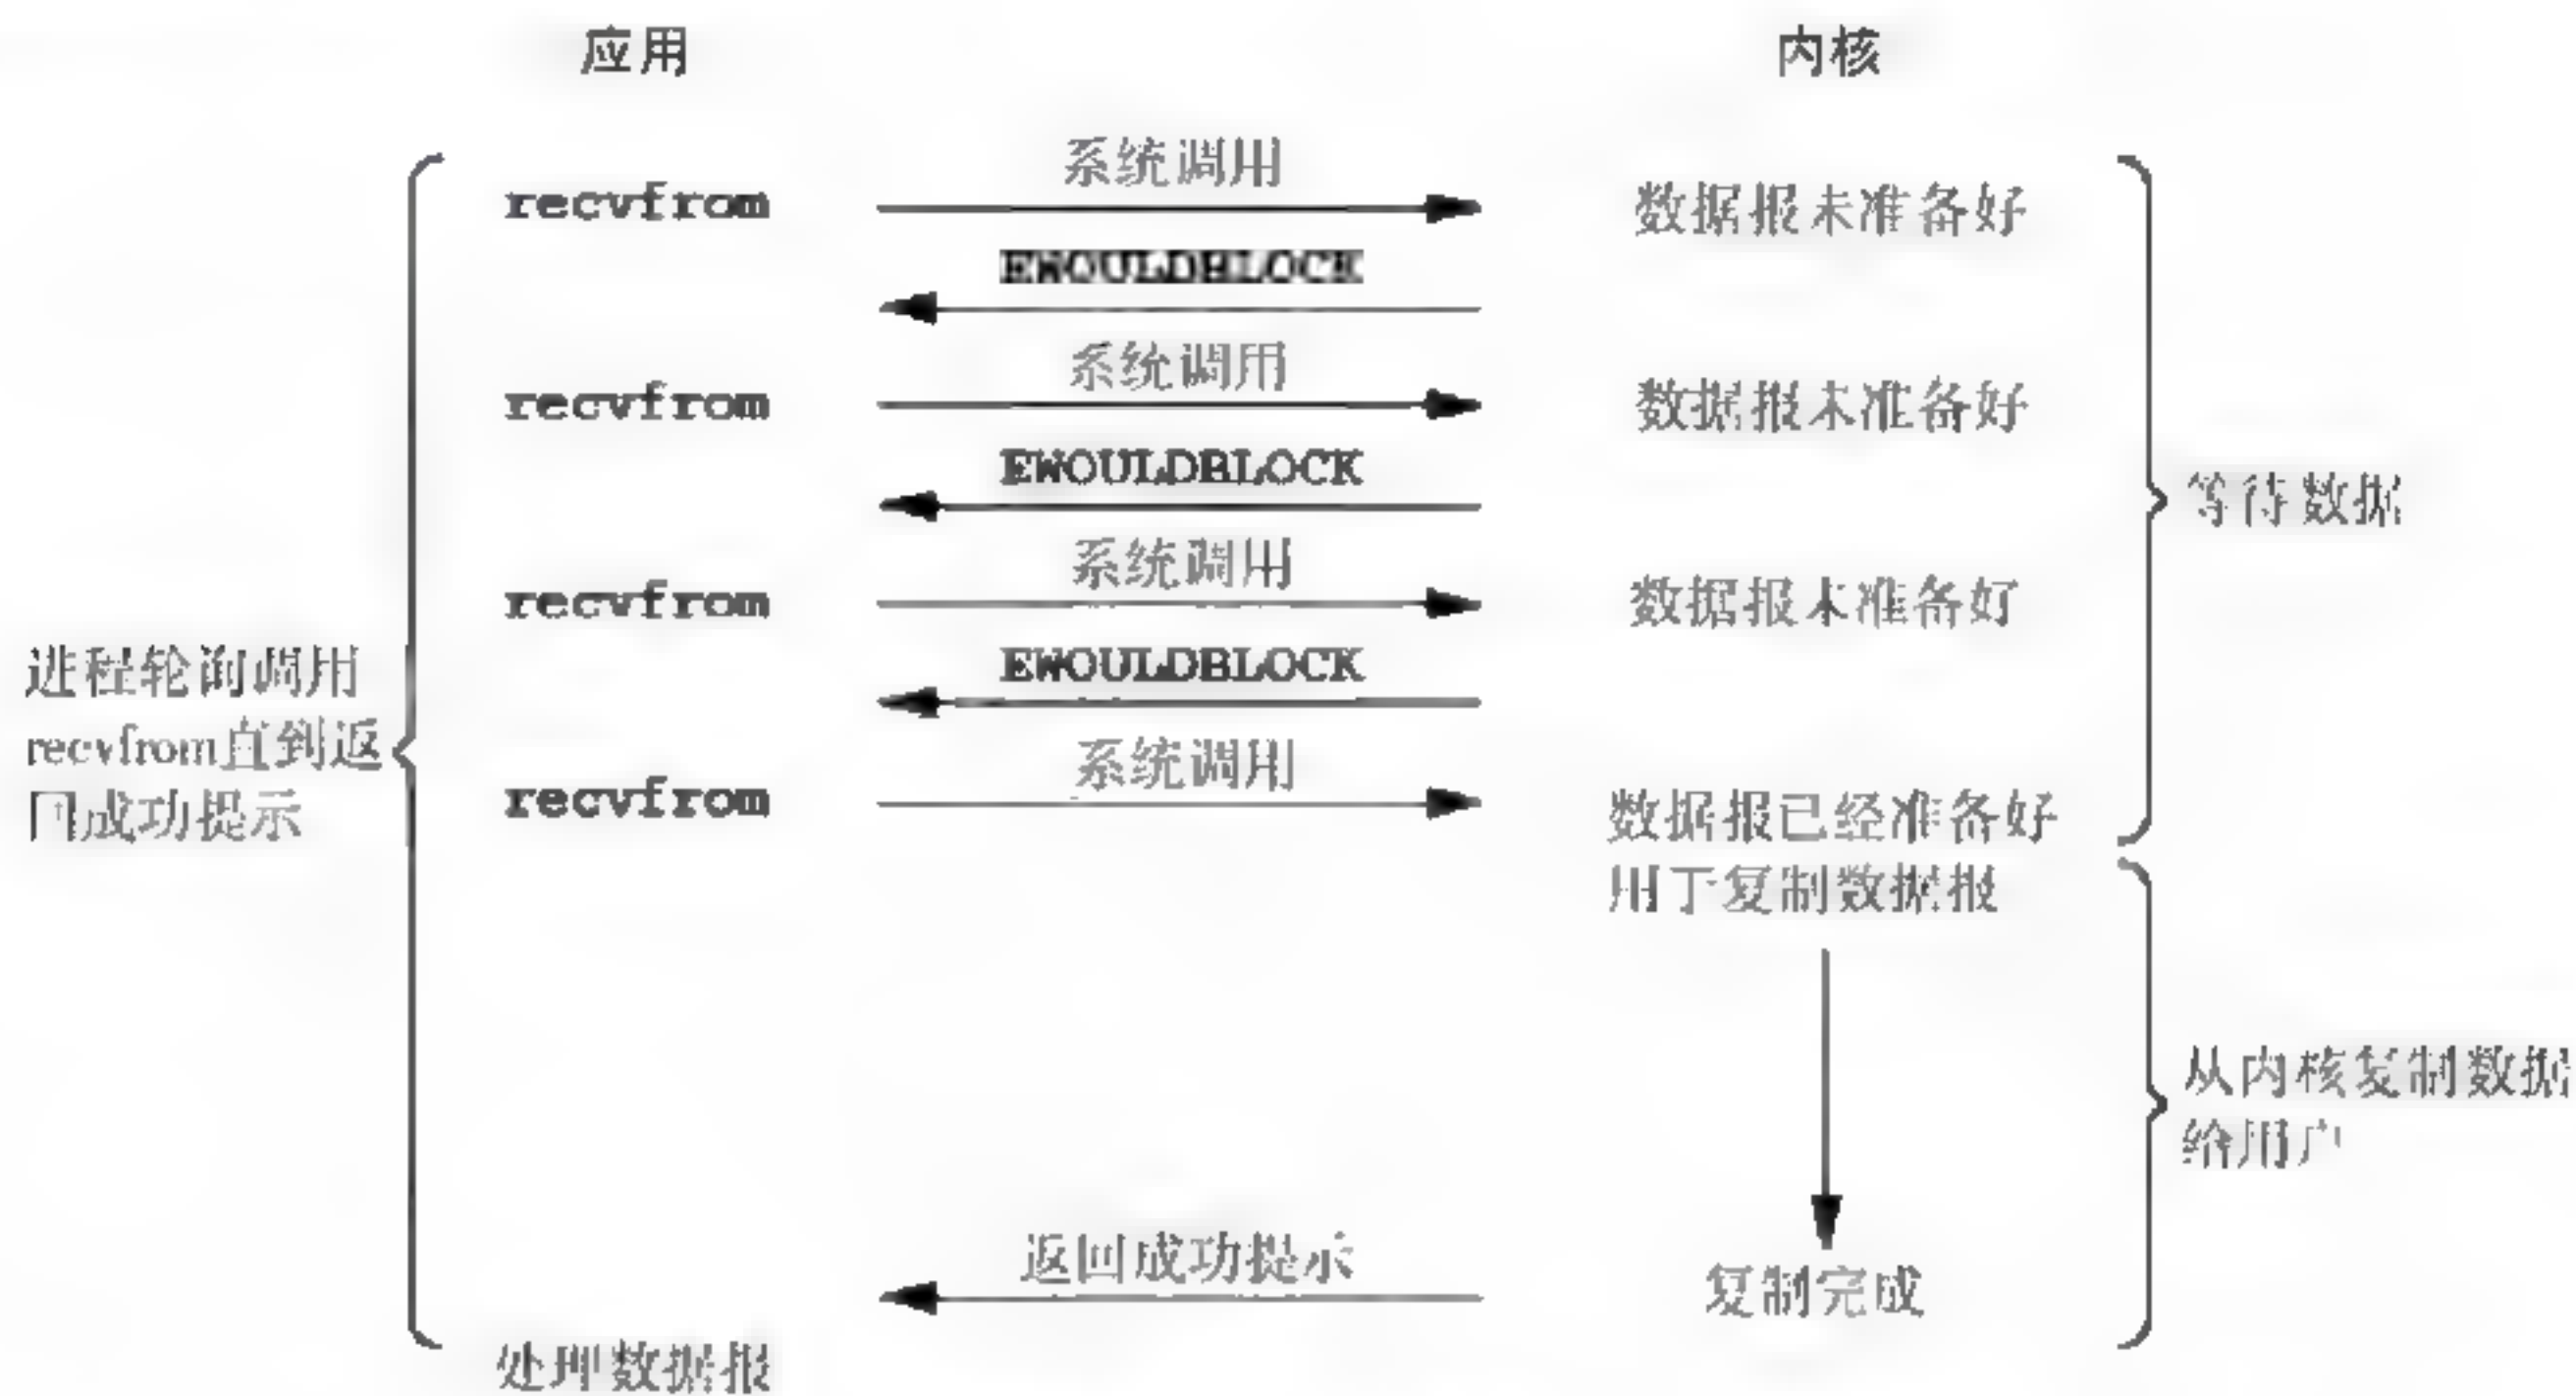 应用
内核
系统调用
recvfrom
数据报未准备好
EWOULDBLOCK
系统调用
recvfrom
数据报未准备好
EWOULDBLOCK
等待数据
系统调用
recvfrom
数据报未准备好
EWOULDBLOCK
进程轮询调用
recvfrom直到返
回成功提示
系统调用
recvfrom
数据报已经准备好
用于复制数据报
从内核复制数据
给用户
返回成功提示
复制完成
处理数据报